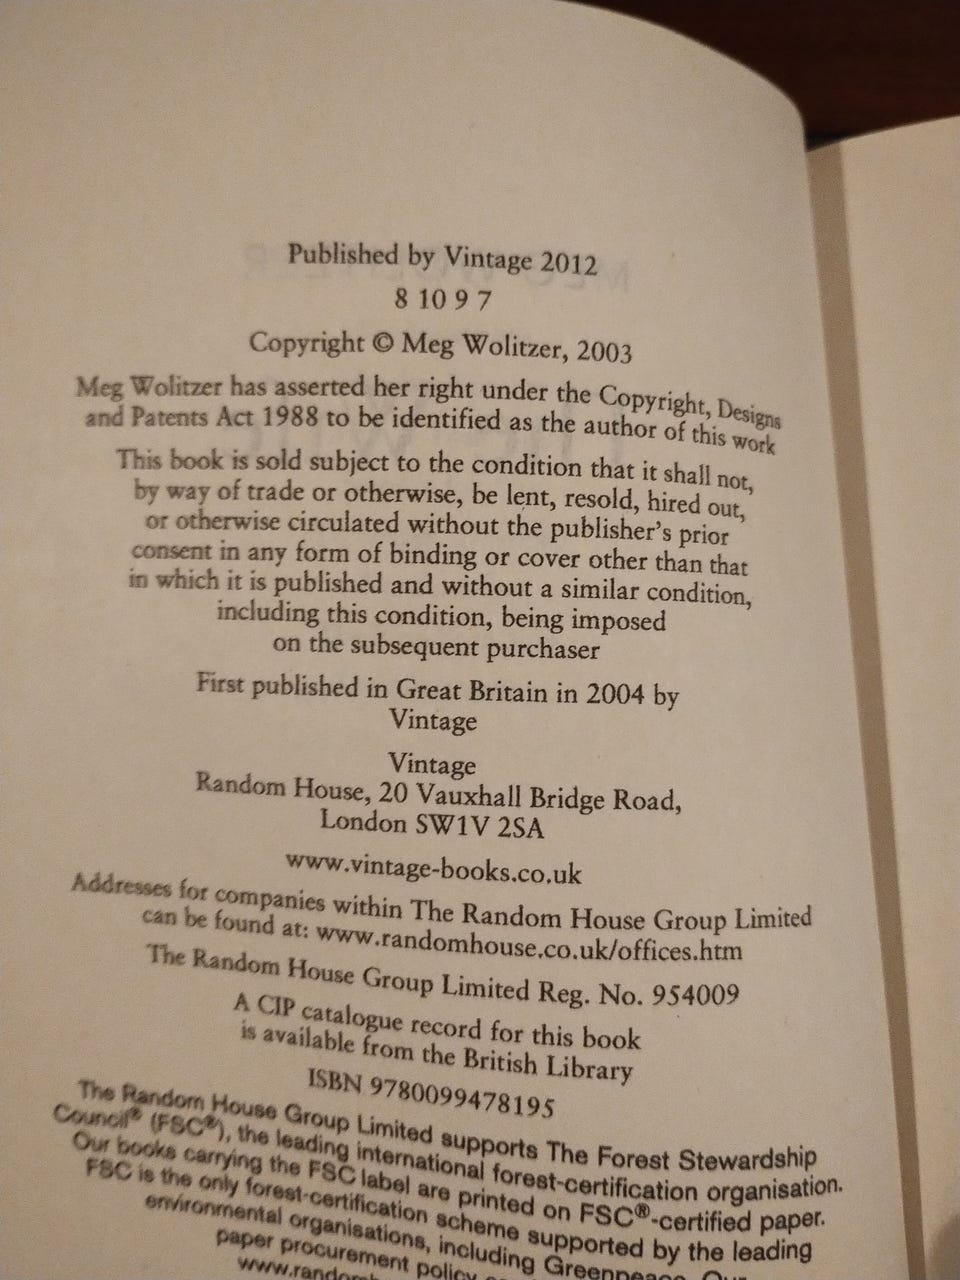 Published by Vintage 2012
8 10 9 7
Copyright © Meg Wolitzer, 2003
Meg Wolitzer has asserted her right under the Copyright, Designs
and Patents Act 1988 to be identified as the author of this work
This book is sold subject to the condition that it shall not,
by way of trade or otherwise, be lent, resold, hired out,
or otherwise circulated without the publisher's prior
consent in any form of binding or cover other than that
in which it is published and without a similar condition,
including this condition, being imposed
on the subsequent purchaser
First published in Great Britain in 2004 by
Vintage
Vintage
Random House, 20 Vauxhall Bridge Road,
London SW1V 2SA
www.vintage-books.co.uk
Addresses for companies within The Random House Group Limited
can be found at: www.randomhouse.co.uk/offices.htm
The Random House Group Limited Reg. No. 954009
A CIP catalogue record for this book
is available from the British Library
ISBN 9780099478195
The Random House Group Limited supports The Forest Stewardship
Council® (FSC®), the leading international forest-certification organisation.
Our books carrying the FSC label are printed on FSC®-certified paper.
FSC is the only forest-certification scheme supported by the leading
environmental organisations, including Greenpeace. Our
paper procurement policy